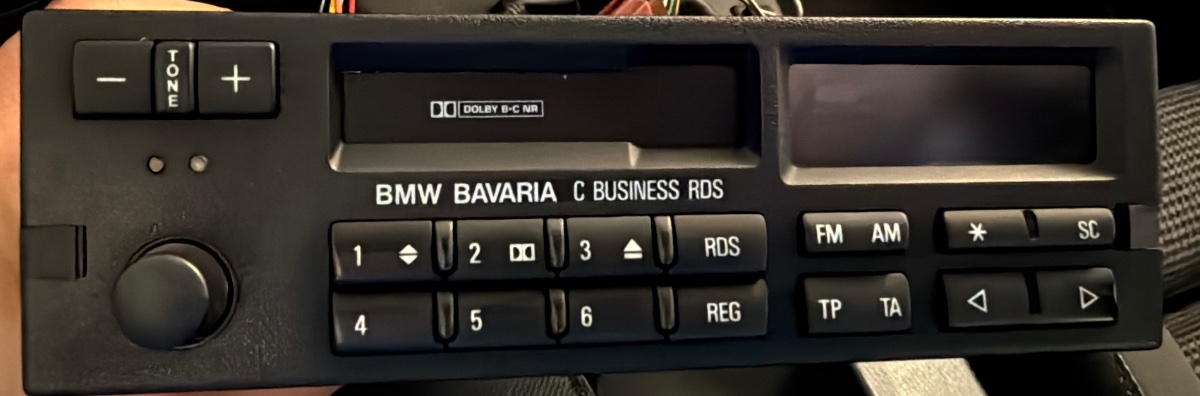 − TONE +
DOLBY B·C NR
BMW BAVARIA C BUSINESS RDS
1 2 3 RDS
FM AM * SC
4 5 6 REG
TP TA